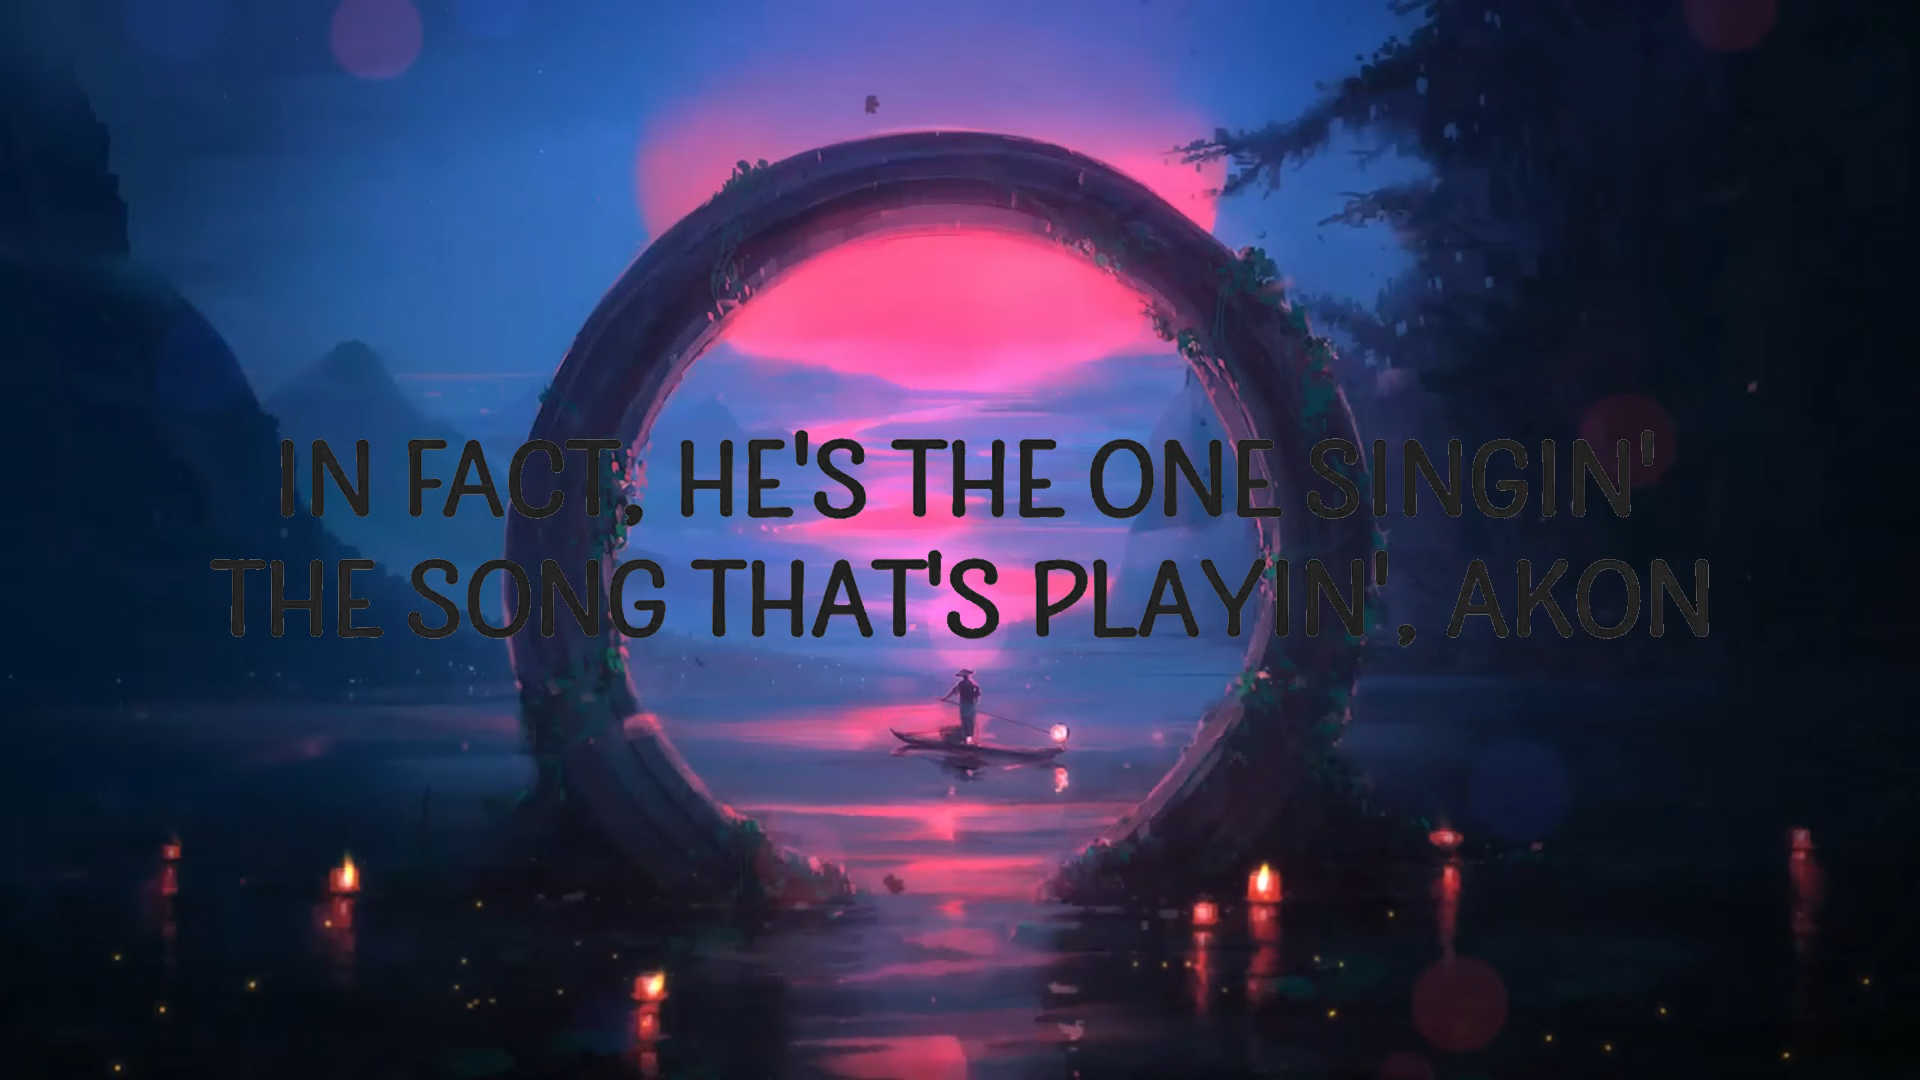 IN FACT, HE'S THE ONE SINGIN'
THE SONG THAT'S PLAYIN', AKON